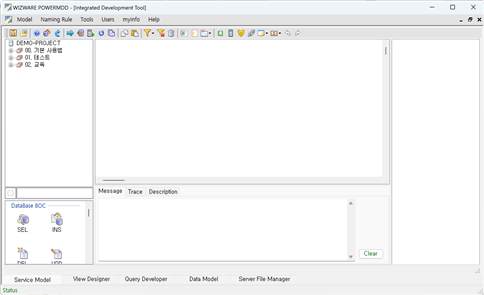 WIZWARE POWERMDD - [Integrated Development Tool]
Model Naming Rule Tools Users myInfo Help
DEMO-PROJECT
00. 기본 사용법
01. 테스트
02. 교육
Message Trace Description
DataBase BDC
SEL INS
DEL UPD
Clear
Service Model View Designer Query Developer Data Model Server File Manager
Status